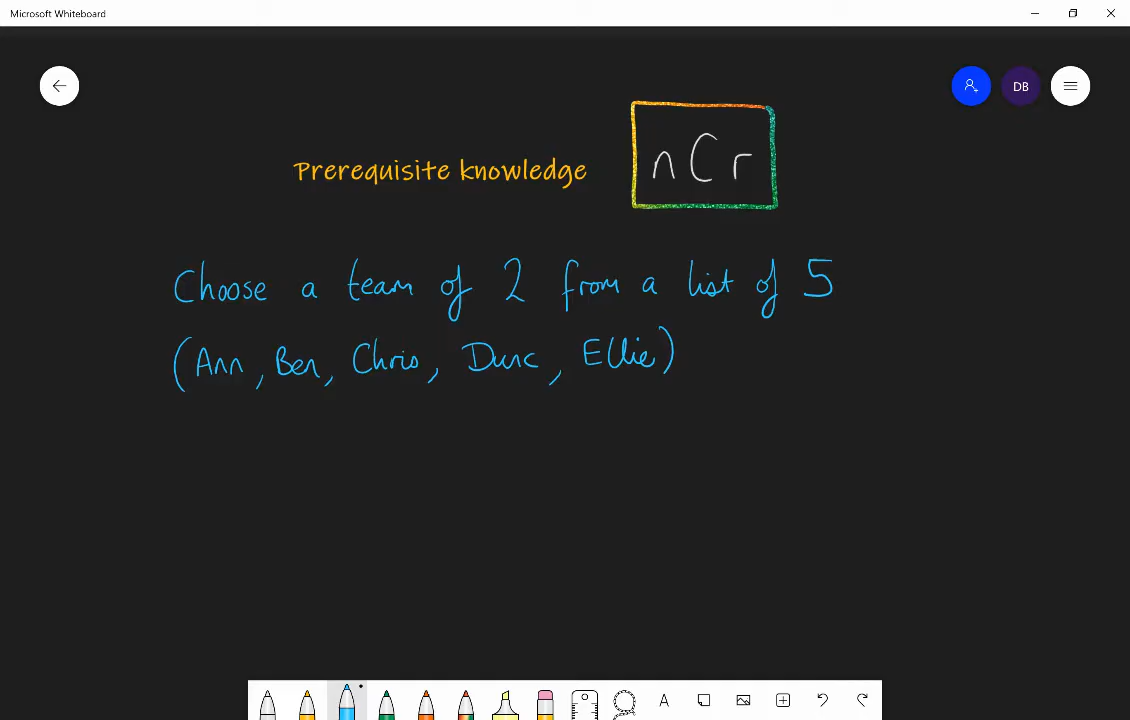 Microsoft Whiteboard
DB
Prerequisite knowledge nCr
Choose a team of 2 from a list of 5
(Ann, Ben, Chris, Dunc, Ellie)
A